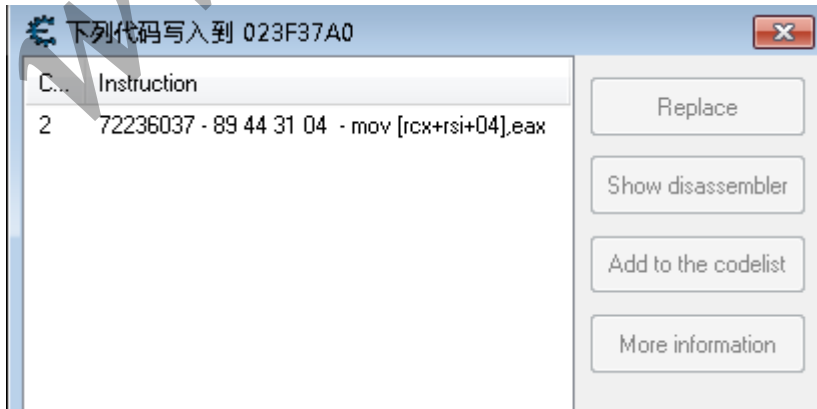 下列代码写入到 023F37A0
C... Instruction
2 72236037 - 89 44 31 04 - mov [rcx+rsi+04],eax
Replace
Show disassembler
Add to the codelist
More information